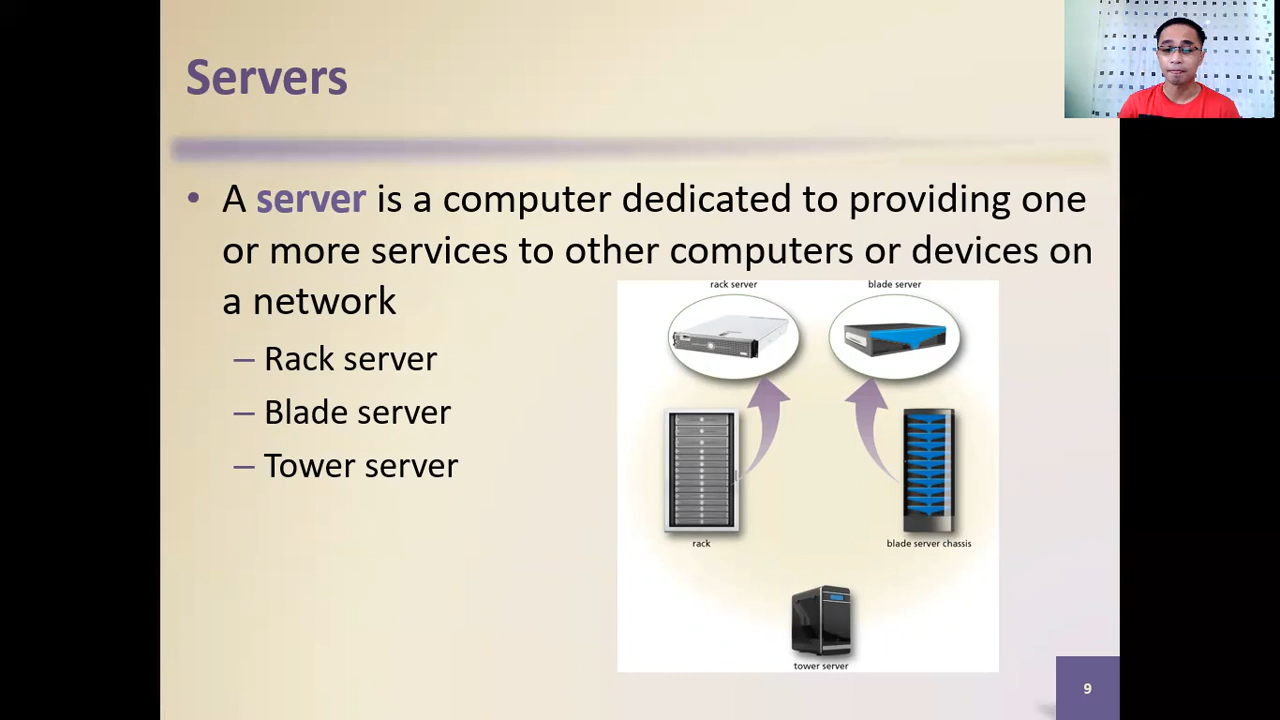 Servers
• A server is a computer dedicated to providing one
or more services to other computers or devices on
a network
– Rack server
– Blade server
– Tower server
rack server
blade server
rack
blade server chassis
tower server
9